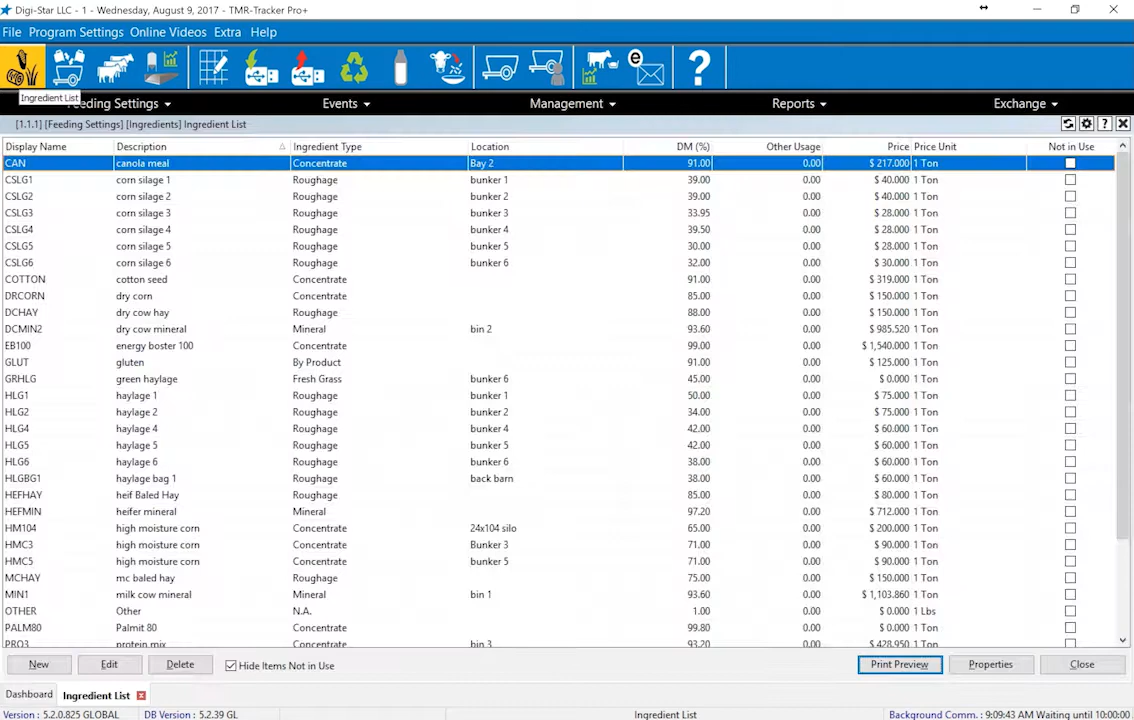 Digi-Star LLC - 1 - Wednesday, August 9, 2017 - TMR-Tracker Pro+
File Program Settings Online Videos Extra Help
e ?
Ingredient List
Feeding Settings Events Management Reports Exchange
[1.1.1] [Feeding Settings] [Ingredients] Ingredient List
Display Name Description Ingredient Type Location DM (%) Other Usage Price Price Unit Not in Use
CAN canola meal Concentrate Bay 2 91.00 0.00 $ 217.000 1 Ton
CSLG1 corn silage 1 Roughage bunker 1 39.00 0.00 $ 40.000 1 Ton
CSLG2 corn silage 2 Roughage bunker 2 39.00 0.00 $ 40.000 1 Ton
CSLG3 corn silage 3 Roughage bunker 3 33.95 0.00 $ 28.000 1 Ton
CSLG4 corn silage 4 Roughage bunker 4 39.50 0.00 $ 28.000 1 Ton
CSLG5 corn silage 5 Roughage bunker 5 30.00 0.00 $ 28.000 1 Ton
CSLG6 corn silage 6 Roughage bunker 6 32.00 0.00 $ 30.000 1 Ton
COTTON cotton seed Concentrate 91.00 0.00 $ 319.000 1 Ton
DRCORN dry corn Concentrate 85.00 0.00 $ 150.000 1 Ton
DCHAY dry cow hay Roughage 88.00 0.00 $ 150.000 1 Ton
DCMIN2 dry cow mineral Mineral bin 2 93.60 0.00 $ 985.520 1 Ton
EB100 energy boster 100 Concentrate 99.00 0.00 $ 1,540.000 1 Ton
GLUT gluten By Product 91.00 0.00 $ 125.000 1 Ton
GRHLG green haylage Fresh Grass bunker 6 45.00 0.00 $ 0.000 1 Ton
HLG1 haylage 1 Roughage bunker 1 50.00 0.00 $ 75.000 1 Ton
HLG2 haylage 2 Roughage bunker 2 34.00 0.00 $ 75.000 1 Ton
HLG4 haylage 4 Roughage bunker 4 42.00 0.00 $ 60.000 1 Ton
HLG5 haylage 5 Roughage bunker 5 42.00 0.00 $ 60.000 1 Ton
HLG6 haylage 6 Roughage bunker 6 38.00 0.00 $ 60.000 1 Ton
HLGBG1 haylage bag 1 Roughage back barn 38.00 0.00 $ 60.000 1 Ton
HEFHAY heif Baled Hay Roughage 85.00 0.00 $ 80.000 1 Ton
HEFMIN heifer mineral Mineral 97.20 0.00 $ 712.000 1 Ton
HM104 high moisture corn Concentrate 24x104 silo 65.00 0.00 $ 200.000 1 Ton
HMC3 high moisture corn Concentrate Bunker 3 71.00 0.00 $ 90.000 1 Ton
HMC5 high moisture corn Concentrate bunker 5 71.00 0.00 $ 90.000 1 Ton
MCHAY mc baled hay Roughage 75.00 0.00 $ 150.000 1 Ton
MIN1 milk cow mineral Mineral bin 1 93.60 0.00 $ 1,103.860 1 Ton
OTHER Other N.A. 1.00 0.00 $ 0.000 1 Lbs
PALM80 Palmit 80 Concentrate 99.80 0.00 $ 0.000 1 Ton
PRO3 protein mix Concentrate bin 3 93.20 0.00 $ 428.950 1 Ton
New Edit Delete Hide Items Not in Use Print Preview Properties Close
Dashboard Ingredient List
Version : 5.2.0.825 GLOBAL DB Version : 5.2.39 GL Ingredient List Background Comm. : 9:09:43 AM Waiting until 10:00:00